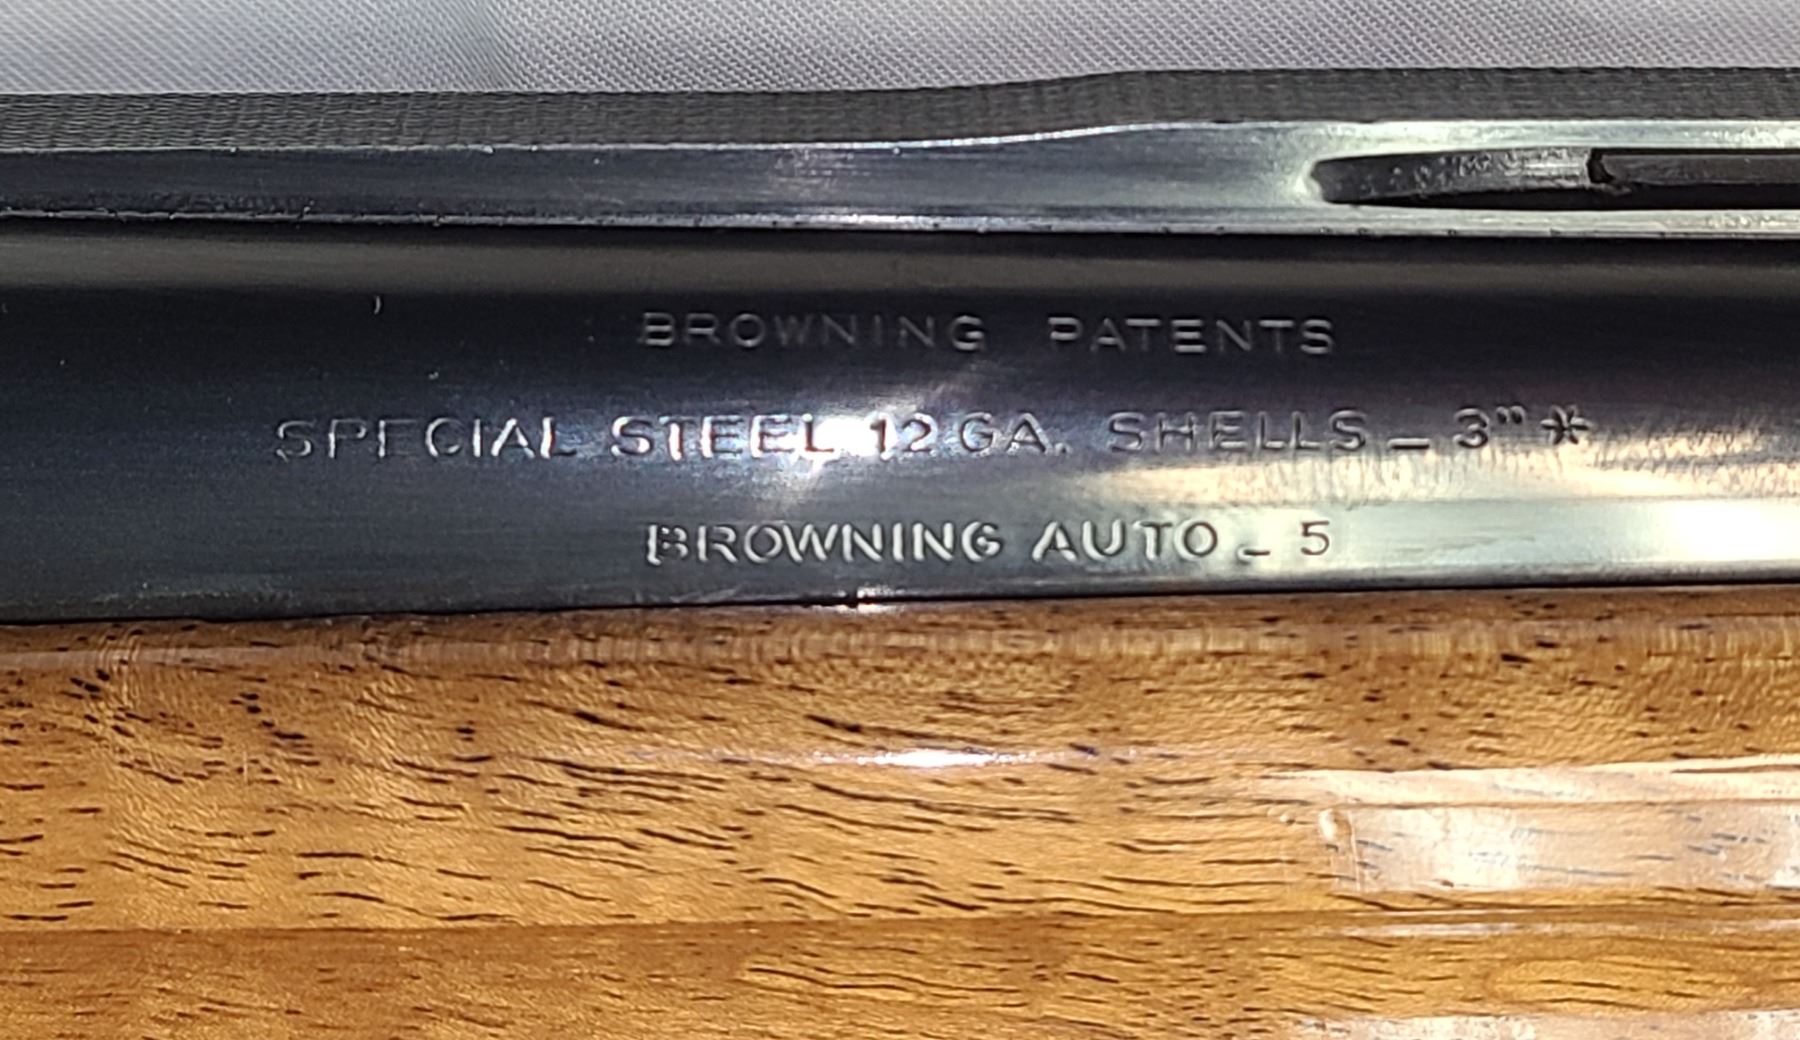 BROWNING PATENTS
SPECIAL STEEL 12 GA. SHELLS _ 3" *
BROWNING AUTO _ 5